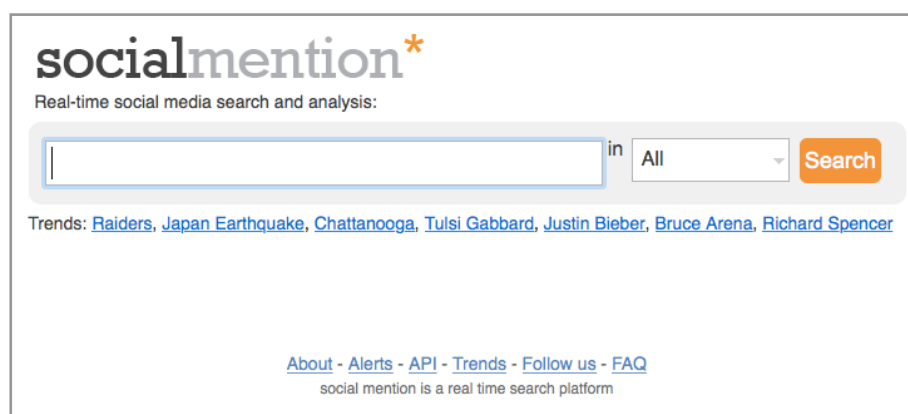 socialmention*
Real-time social media search and analysis:
in All Search
Trends: Raiders, Japan Earthquake, Chattanooga, Tulsi Gabbard, Justin Bieber, Bruce Arena, Richard Spencer
About - Alerts - API - Trends - Follow us - FAQ
social mention is a real time search platform